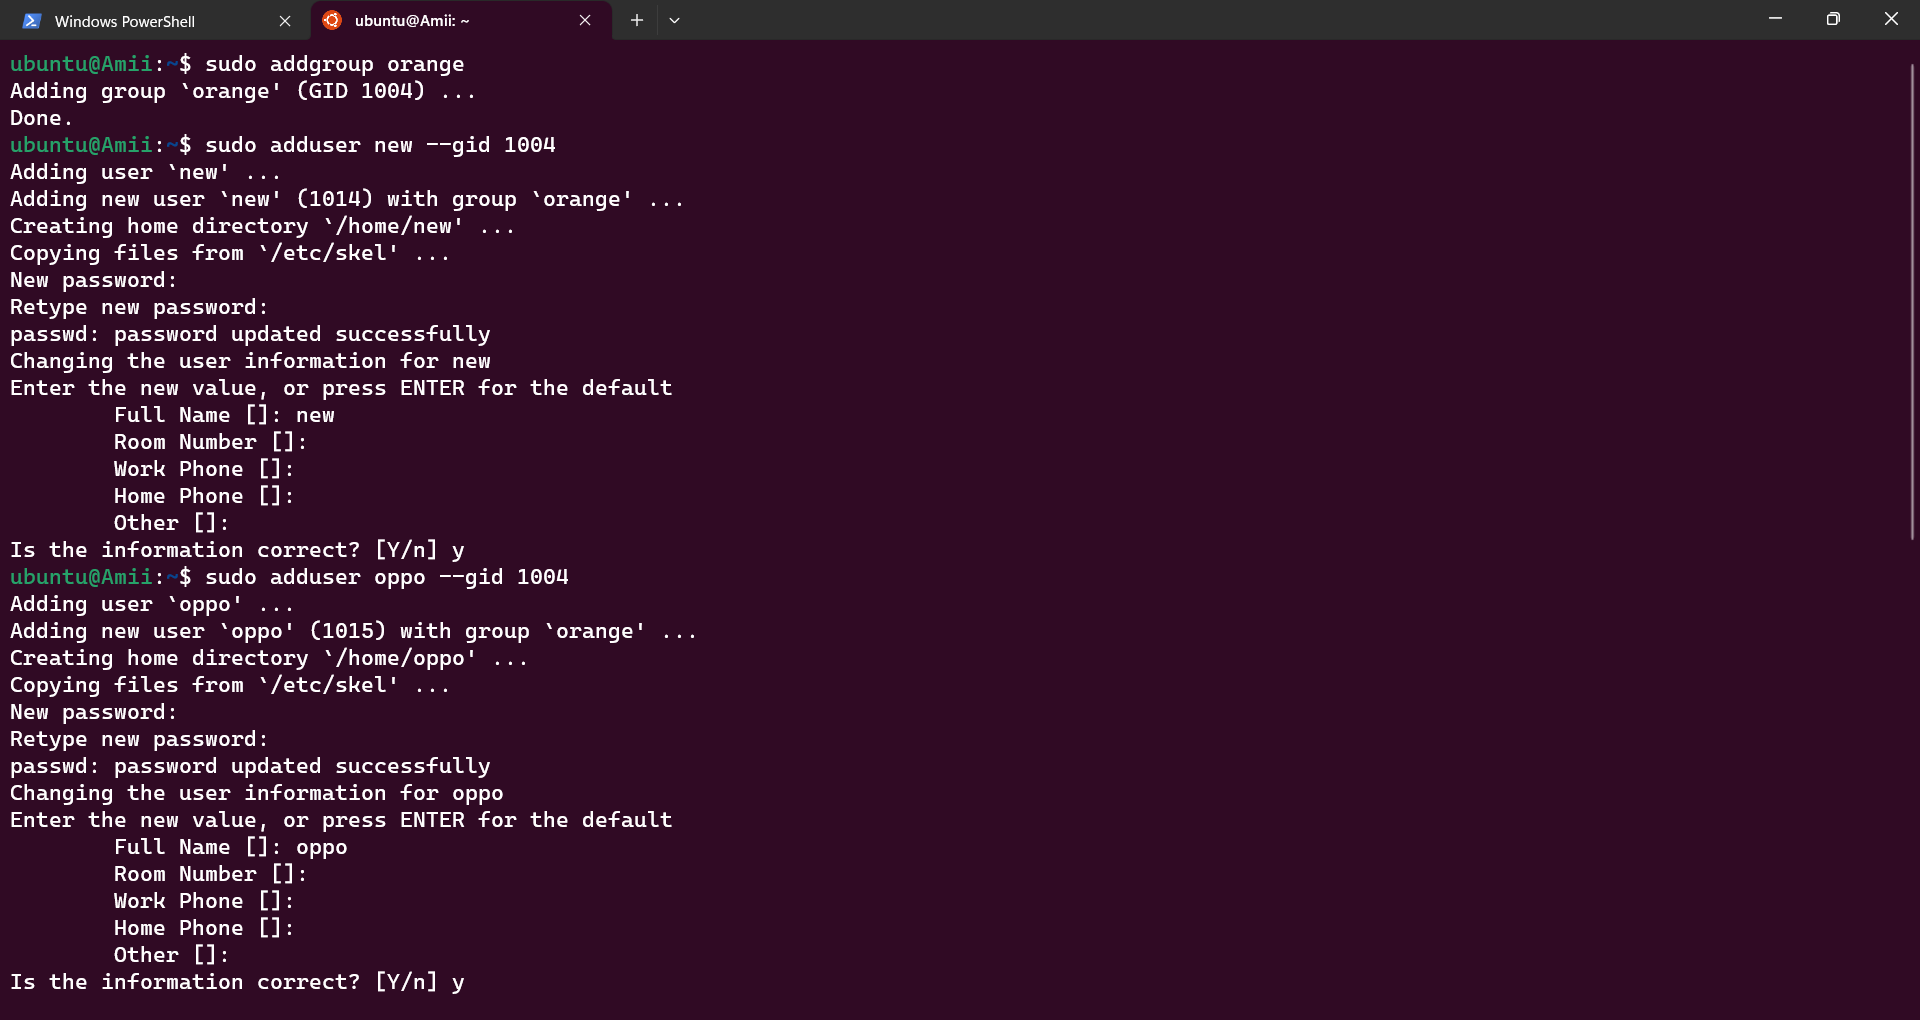 Windows PowerShell
ubuntu@Amii: ~
ubuntu@Amii:~$ sudo addgroup orange
Adding group `orange' (GID 1004) ...
Done.
ubuntu@Amii:~$ sudo adduser new --gid 1004
Adding user `new' ...
Adding new user `new' (1014) with group `orange' ...
Creating home directory `/home/new' ...
Copying files from `/etc/skel' ...
New password:
Retype new password:
passwd: password updated successfully
Changing the user information for new
Enter the new value, or press ENTER for the default
        Full Name []: new
        Room Number []:
        Work Phone []:
        Home Phone []:
        Other []:
Is the information correct? [Y/n] y
ubuntu@Amii:~$ sudo adduser oppo --gid 1004
Adding user `oppo' ...
Adding new user `oppo' (1015) with group `orange' ...
Creating home directory `/home/oppo' ...
Copying files from `/etc/skel' ...
New password:
Retype new password:
passwd: password updated successfully
Changing the user information for oppo
Enter the new value, or press ENTER for the default
        Full Name []: oppo
        Room Number []:
        Work Phone []:
        Home Phone []:
        Other []:
Is the information correct? [Y/n] y